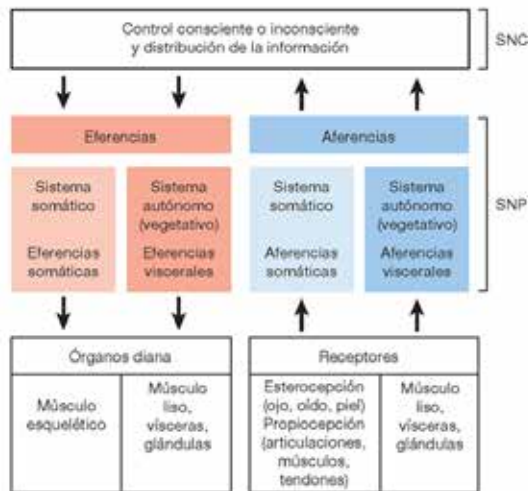 Control consciente o inconsciente
y distribución de la información
SNC
Eferencias
Aferencias
Sistema
somático
Eferencias
somáticas
Sistema
autónomo
(vegetativo)
Eferencias
viscerales
Sistema
somático
Aferencias
somáticas
Sistema
autónomo
(vegetativo)
Aferencias
viscerales
SNP
Órganos diana
Músculo
esquelético
Músculo
liso,
vísceras,
glándulas
Receptores
Esterocepción
(ojo, oído, piel)
Propiocepción
(articulaciones,
músculos,
tendones)
Músculo
liso,
vísceras,
glándulas